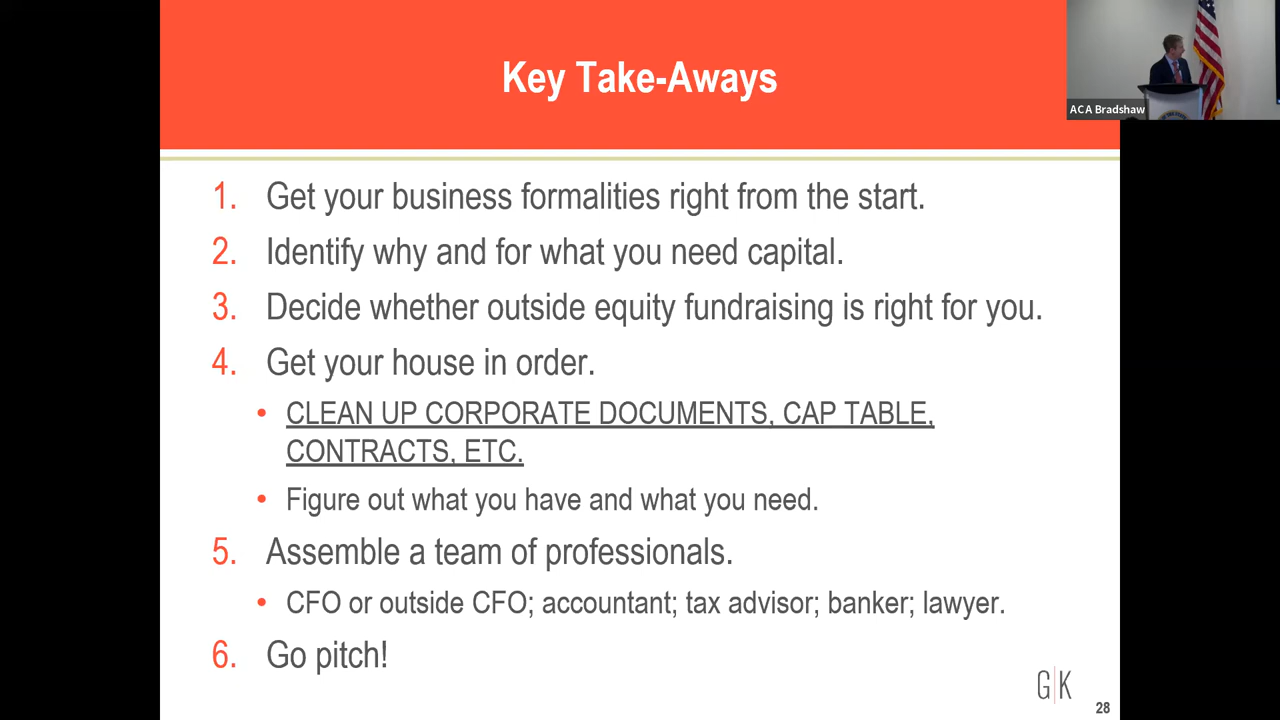 Key Take-Aways
ACA Bradshaw
1. Get your business formalities right from the start.
2. Identify why and for what you need capital.
3. Decide whether outside equity fundraising is right for you.
4. Get your house in order.
• CLEAN UP CORPORATE DOCUMENTS, CAP TABLE,
CONTRACTS, ETC.
• Figure out what you have and what you need.
5. Assemble a team of professionals.
• CFO or outside CFO; accountant; tax advisor; banker; lawyer.
6. Go pitch!
G|K
28